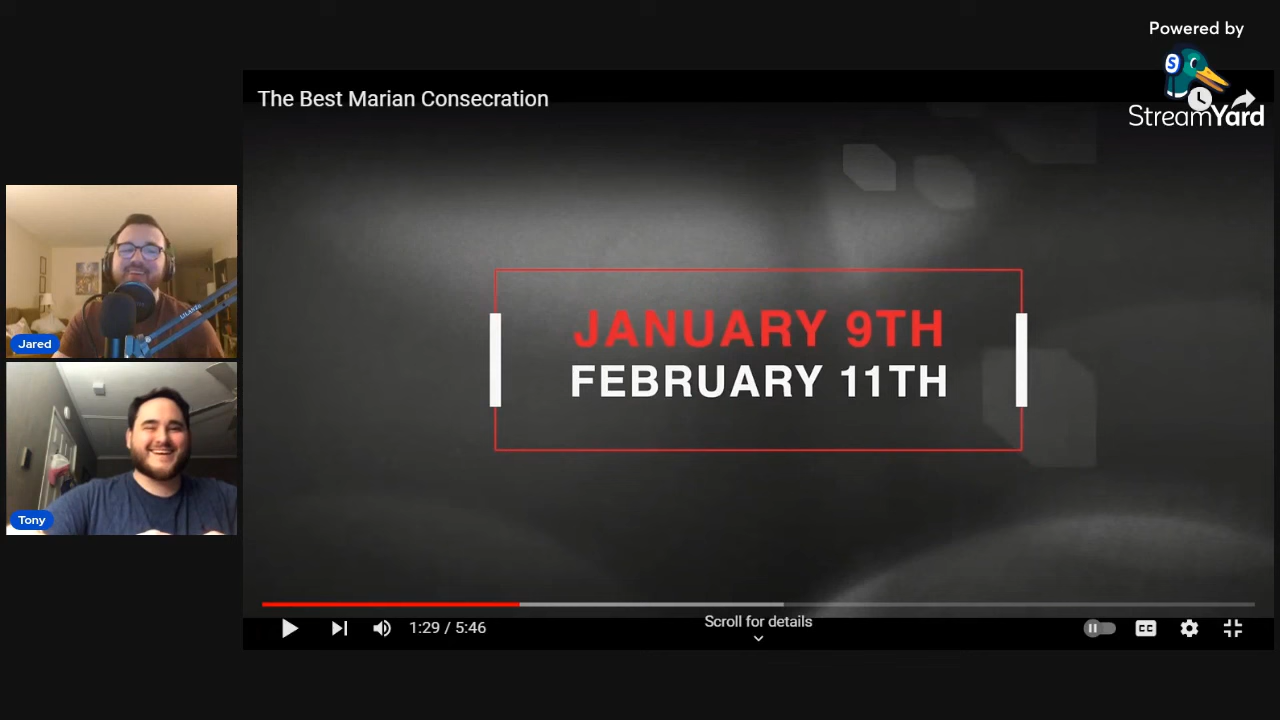 Powered by
StreamYard
The Best Marian Consecration
JANUARY 9TH
FEBRUARY 11TH
Jared
Tony
1:29 / 5:46
Scroll for details
CC